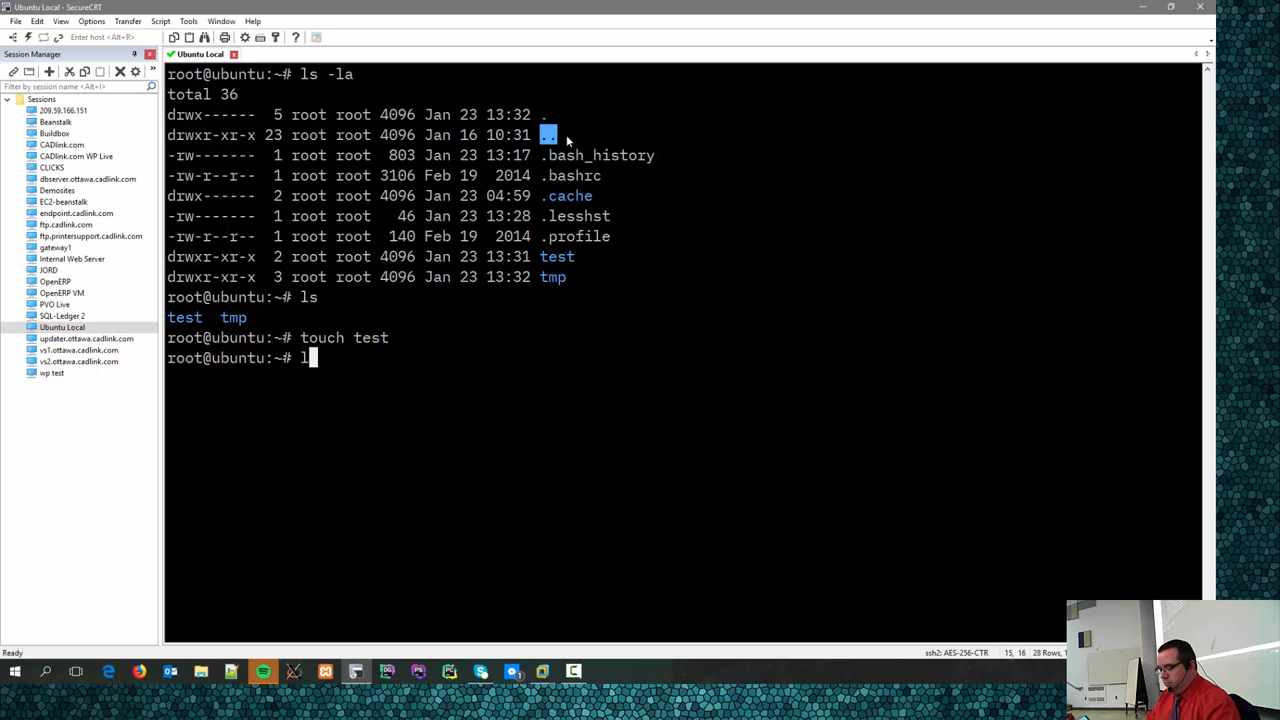 Ubuntu Local - SecureCRT
File Edit View Options Transfer Script Tools Window Help
Enter host <Alt+R>
Session Manager
Ubuntu Local
Filter by session name <Alt+I>
Sessions
209.59.166.151
Beanstalk
Buildbox
CADlink.com
CADlink.com WP Live
CLICKS
dbserver.ottawa.cadlink.com
Demosites
EC2-beanstalk
endpoint.cadlink.com
ftp.cadlink.com
ftp.printersupport.cadlink.com
gateway1
Internal Web Server
JORD
OpenERP
OpenERP VM
PVO Live
SQL-Ledger 2
Ubuntu Local
updater.ottawa.cadlink.com
vs1.ottawa.cadlink.com
vs2.ottawa.cadlink.com
wp test
root@ubuntu:~# ls -la
total 36
drwx------ 5 root root 4096 Jan 23 13:32 .
drwxr-xr-x 23 root root 4096 Jan 16 10:31 ..
-rw------- 1 root root 803 Jan 23 13:17 .bash_history
-rw-r--r-- 1 root root 3106 Feb 19 2014 .bashrc
drwx------ 2 root root 4096 Jan 23 04:59 .cache
-rw------- 1 root root 46 Jan 23 13:28 .lesshst
-rw-r--r-- 1 root root 140 Feb 19 2014 .profile
drwxr-xr-x 2 root root 4096 Jan 23 13:31 test
drwxr-xr-x 3 root root 4096 Jan 23 13:32 tmp
root@ubuntu:~# ls
test tmp
root@ubuntu:~# touch test
root@ubuntu:~# l
Ready
ssh2: AES-256-CTR 15, 16 28 Rows,